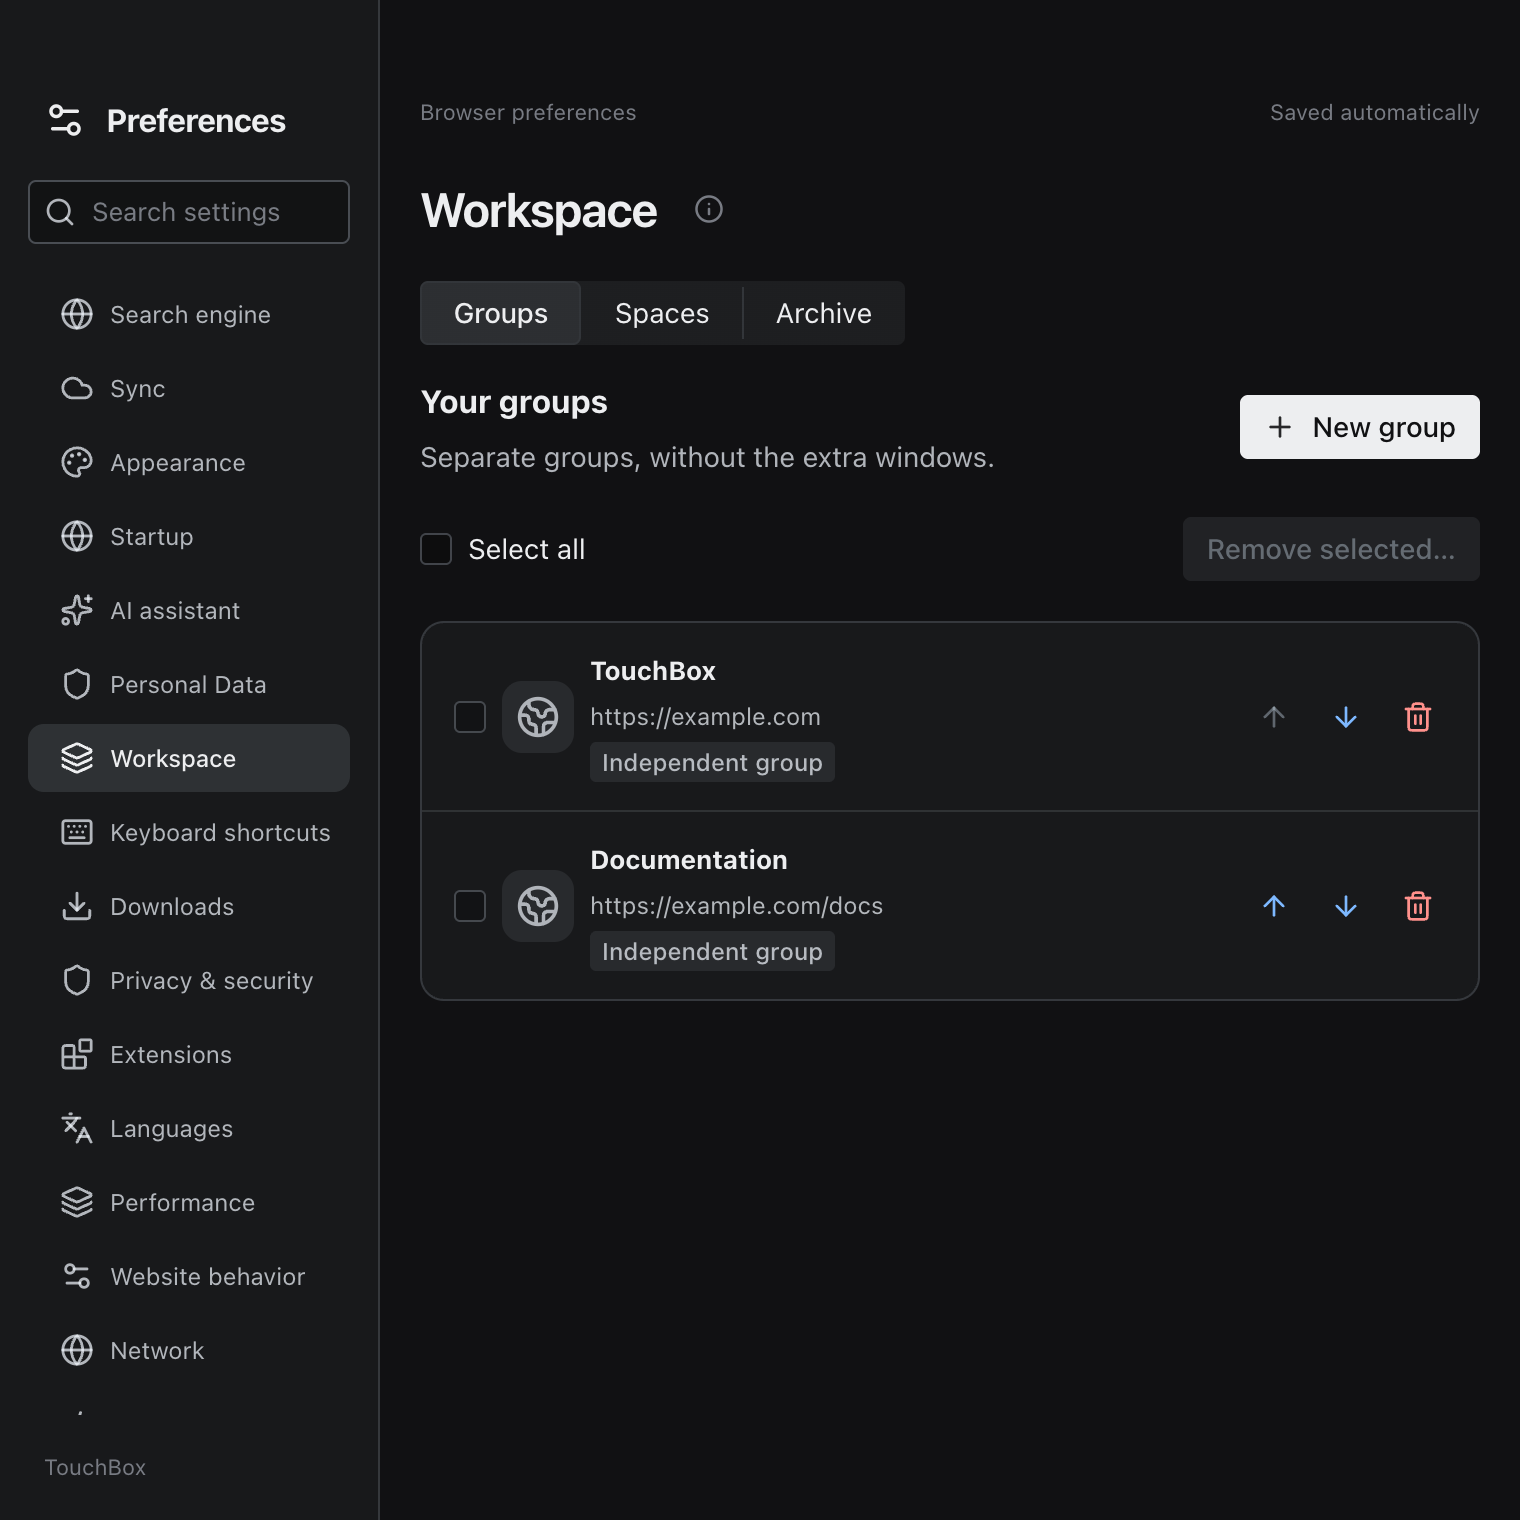 Preferences
Search settings
Search engine
Sync
Appearance
Startup
AI assistant
Personal Data
Workspace
Keyboard shortcuts
Downloads
Privacy & security
Extensions
Languages
Performance
Website behavior
Network
TouchBox
Browser preferences
Saved automatically
Workspace
Groups
Spaces
Archive
Your groups
Separate groups, without the extra windows.
New group
Select all
Remove selected...
TouchBox
https://example.com
Independent group
Documentation
https://example.com/docs
Independent group